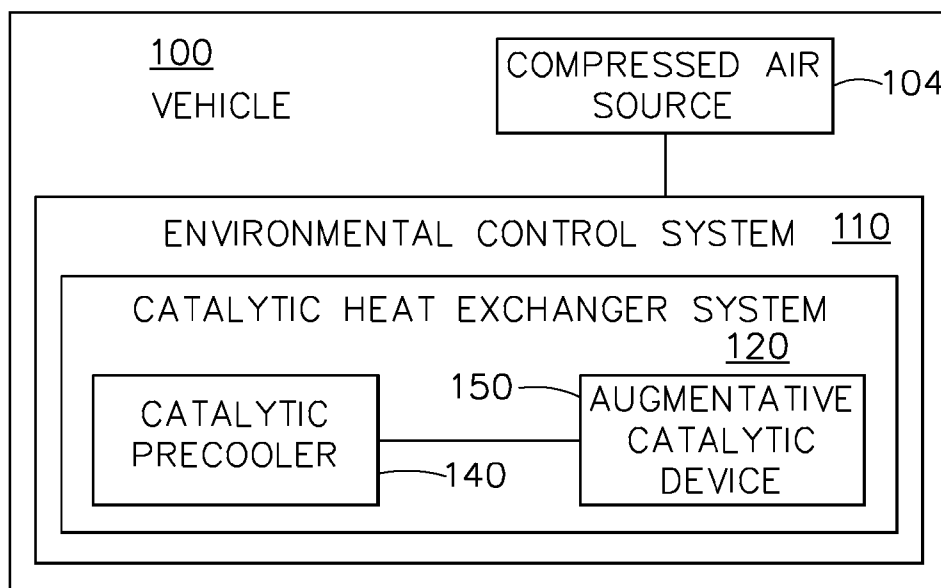 100
VEHICLE
COMPRESSED AIR
SOURCE
104
ENVIRONMENTAL CONTROL SYSTEM 110
CATALYTIC HEAT EXCHANGER SYSTEM
120
CATALYTIC
PRECOOLER
140
150
AUGMENTATIVE
CATALYTIC
DEVICE